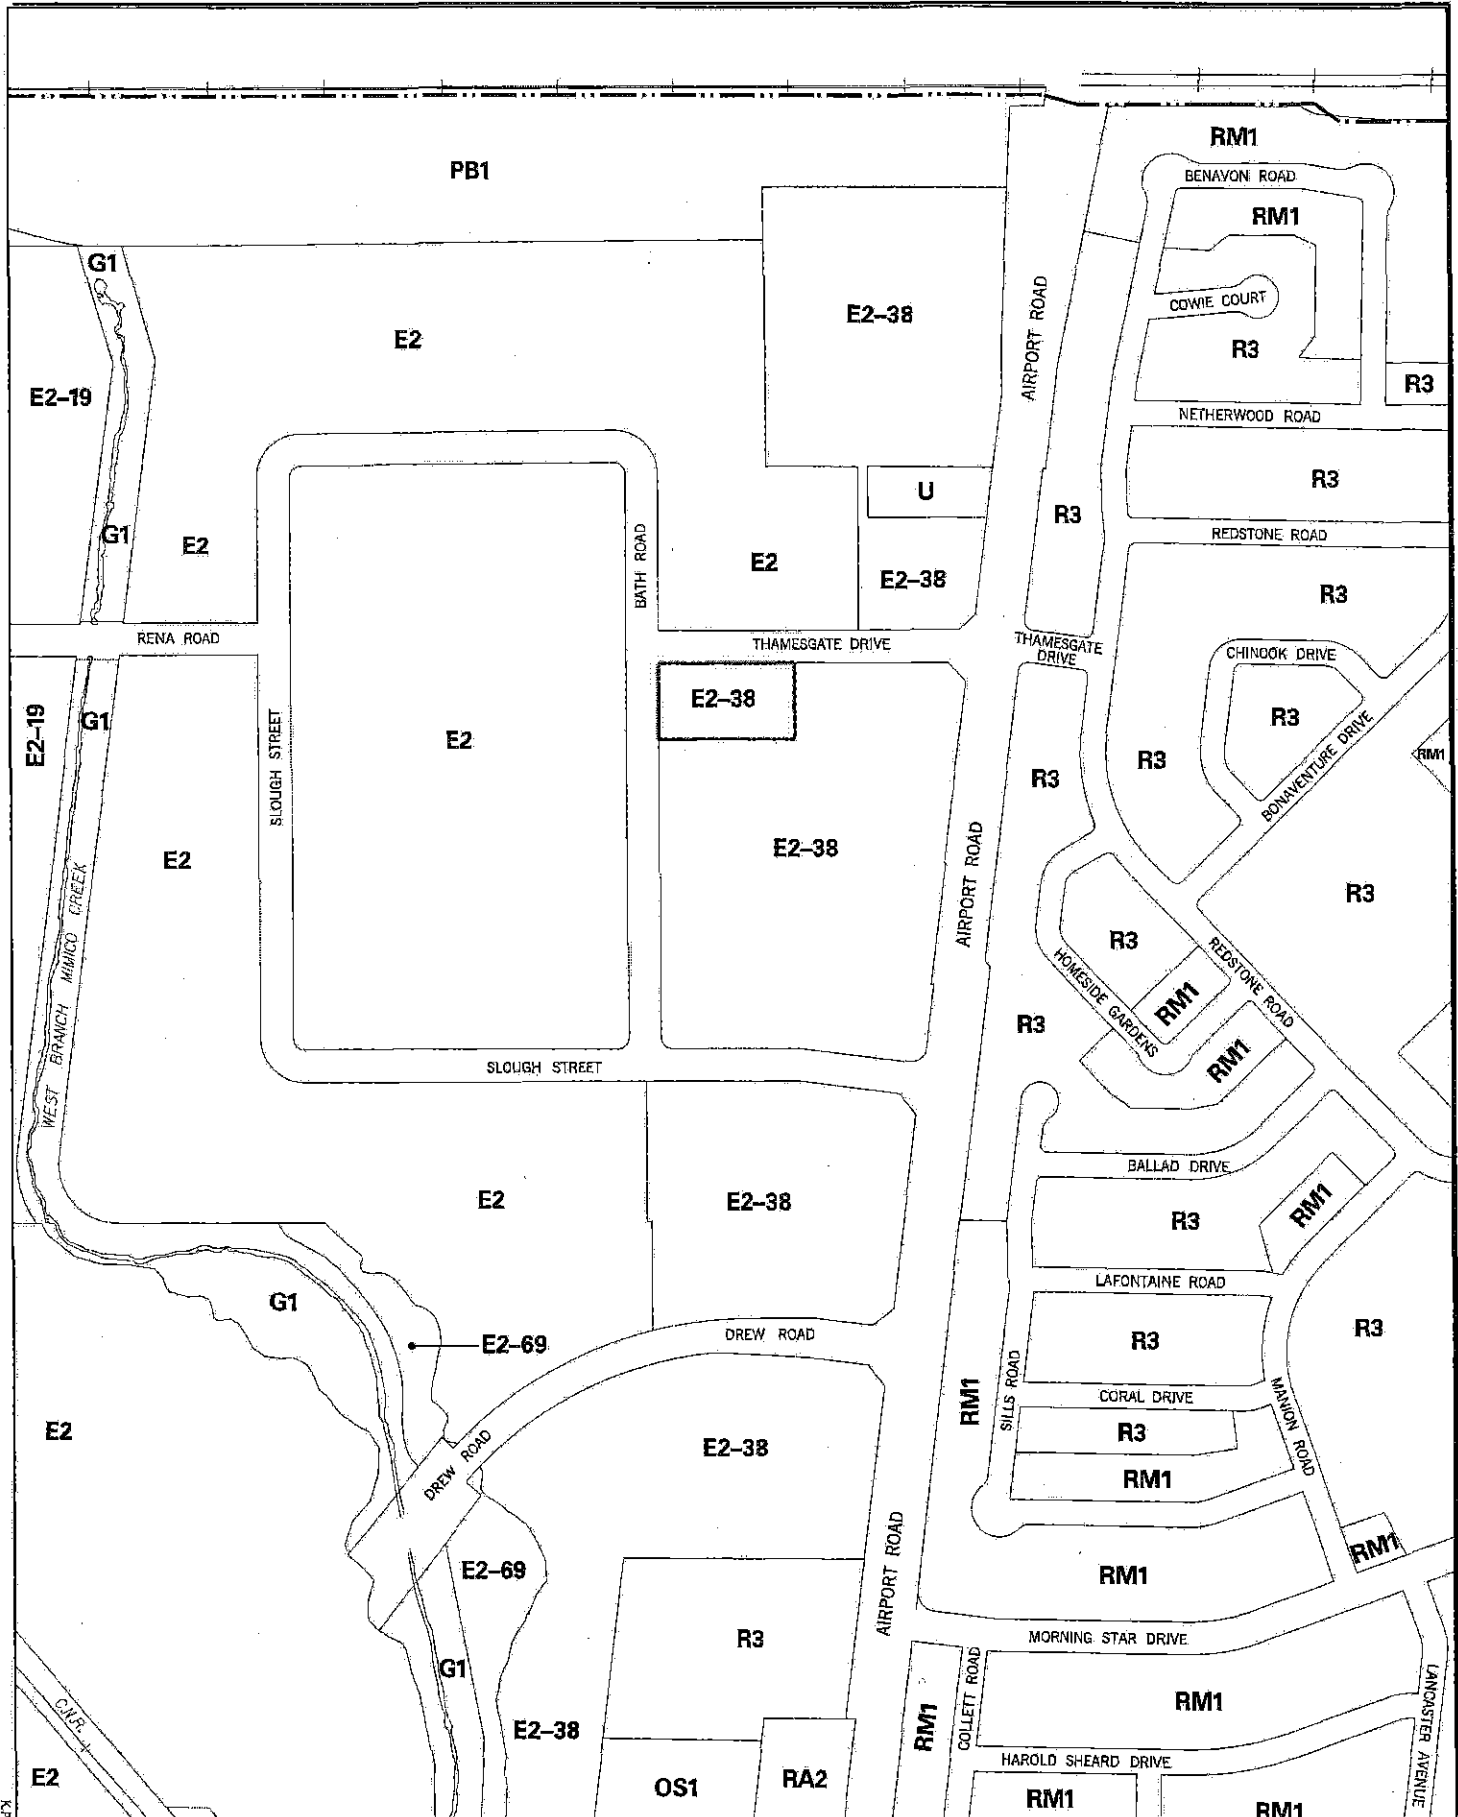 RM1
PB1
BENAVON ROAD
RM1
G1
AIRPORT ROAD
COWIE COURT
E2-38
E2
R3
R3
E2-19
NETHERWOOD ROAD
R3
U
R3
G1
REDSTONE ROAD
E2
BATH ROAD
E2
E2-38
R3
RENA ROAD
THAMESGATE DRIVE
THAMESGATE
DRIVE
CHINOOK DRIVE
E2-38
E2-19
G1
R3
E2
SLOUGH STREET
R3
R3
BONAVENTURE DRIVE
RM1
E2-38
E2
AIRPORT ROAD
R3
WEST BRANCH MIMICO CREEK
R3
HOMESIDE GARDENS
RM1
REDSTONE ROAD
R3
RM1
SLOUGH STREET
BALLAD DRIVE
E2
E2-38
RM1
R3
LAFONTAINE ROAD
G1
DREW ROAD
R3
E2-69
R3
RM1
SILLS ROAD
CORAL DRIVE
MANION ROAD
E2
R3
DREW ROAD
E2-38
RM1
AIRPORT ROAD
RM1
E2-69
RM1
R3
MORNING STAR DRIVE
G1
GOLLETT ROAD
LANCASTER AVENUE
RM1
C.N.R.
E2-38
RM1
HAROLD SHEARD DRIVE
E2
OS1
RA2
RM1
RM1